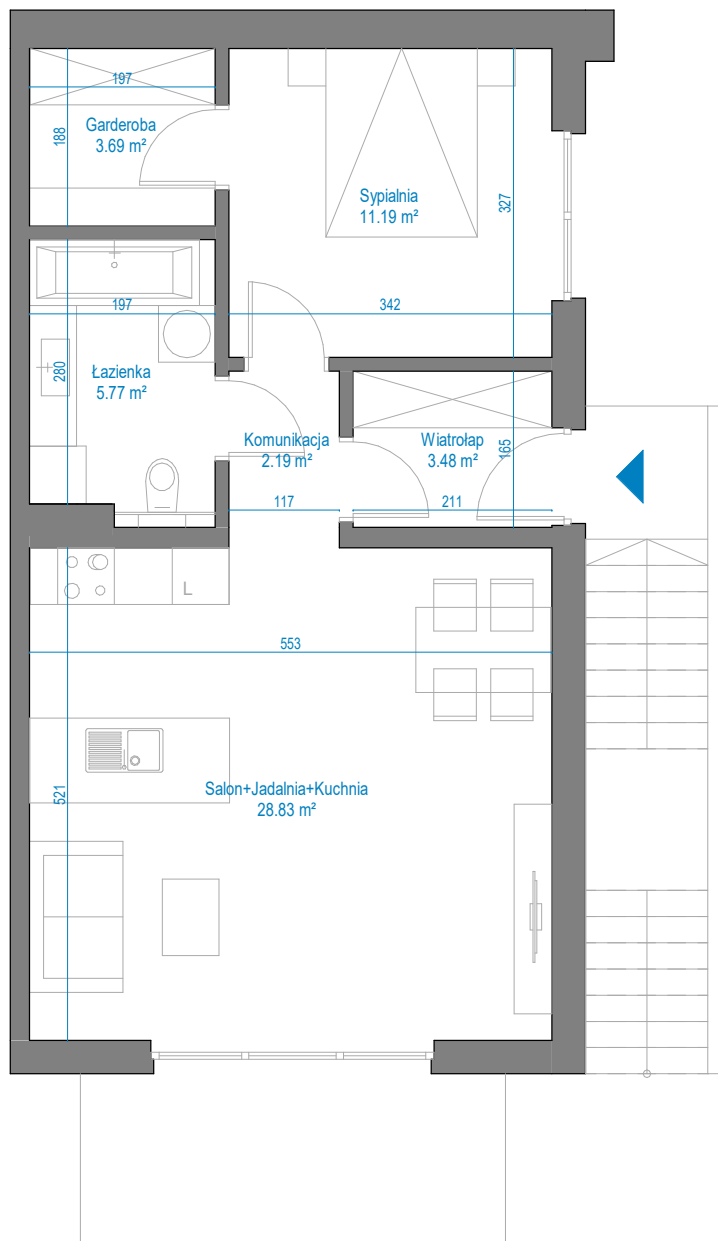 197
Garderoba
3.69 m²
188
Sypialnia
11.19 m²
327
197
342
280
Łazienka
5.77 m²
Komunikacja
2.19 m²
Wiatrołap
3.48 m²
165
117
211
L
553
521
Salon+Jadalnia+Kuchnia
28.83 m²